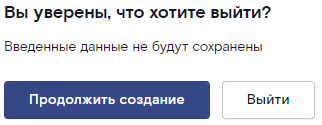 Вы уверены, что хотите выйти?
Введенные данные не будут сохранены
Продолжить создание Выйти